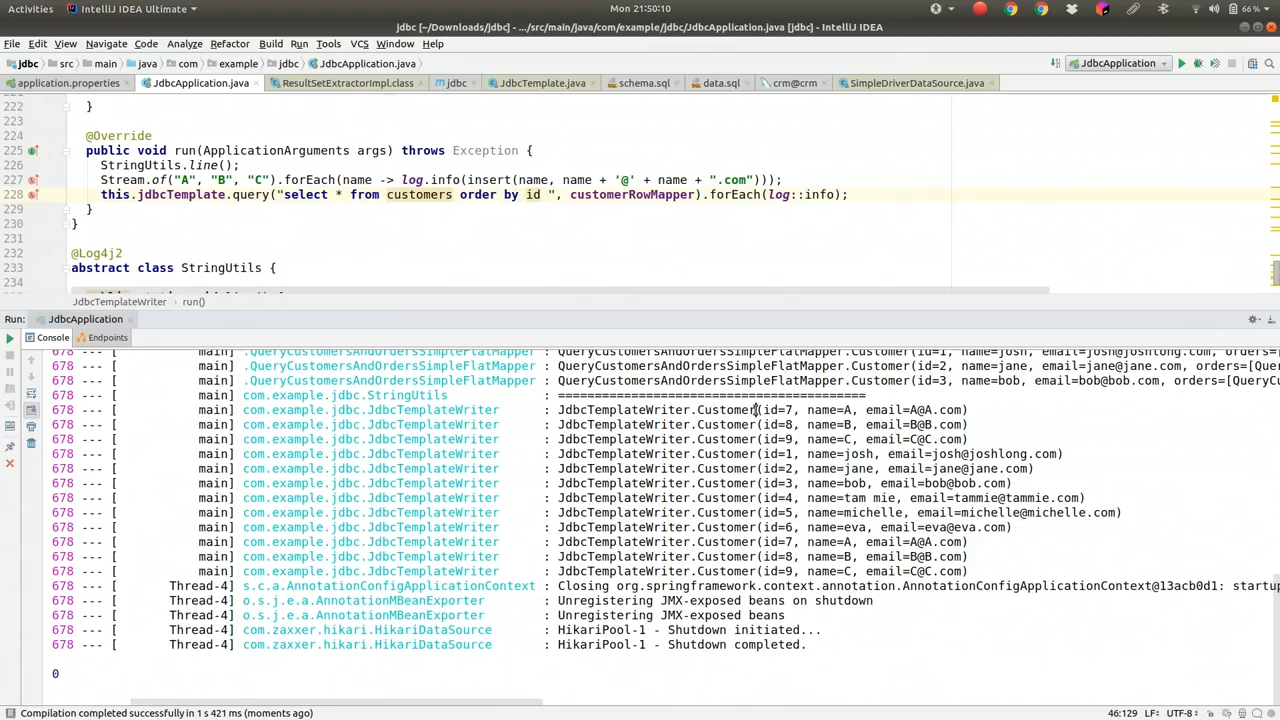 Activities IntelliJ IDEA Ultimate Mon 21:50:10 66 %
jdbc [~/Downloads/jdbc] - .../src/main/java/com/example/jdbc/JdbcApplication.java [jdbc] - IntelliJ IDEA
File Edit View Navigate Code Analyze Refactor Build Run Tools VCS Window Help
jdbc src main java com example jdbc JdbcApplication.java JdbcApplication
application.properties JdbcApplication.java ResultSetExtractorImpl.class jdbc JdbcTemplate.java schema.sql data.sql crm@crm SimpleDriverDataSource.java
222 }
223
224 @Override
225 public void run(ApplicationArguments args) throws Exception {
226 StringUtils.line();
227 Stream.of("A", "B", "C").forEach(name -> log.info(insert(name, name + '@' + name + ".com")));
228 this.jdbcTemplate.query("select * from customers order by id ", customerRowMapper).forEach(log::info);
229 }
230 }
231
232 @Log4j2
233 abstract class StringUtils {
234
JdbcTemplateWriter run()
Run: JdbcApplication
Console Endpoints
678 --- [ main] .QueryCustomersAndOrdersSimpleFlatMapper : QueryCustomersAndOrdersSimpleFlatMapper.Customer(id=1, name=josh, email=josh@joshlong.com, orders=
678 --- [ main] .QueryCustomersAndOrdersSimpleFlatMapper : QueryCustomersAndOrdersSimpleFlatMapper.Customer(id=2, name=jane, email=jane@jane.com, orders=[Que
678 --- [ main] .QueryCustomersAndOrdersSimpleFlatMapper : QueryCustomersAndOrdersSimpleFlatMapper.Customer(id=3, name=bob, email=bob@bob.com, orders=[QueryC
678 --- [ main] com.example.jdbc.StringUtils : ==========================================
678 --- [ main] com.example.jdbc.JdbcTemplateWriter : JdbcTemplateWriter.Customer(id=7, name=A, email=A@A.com)
678 --- [ main] com.example.jdbc.JdbcTemplateWriter : JdbcTemplateWriter.Customer(id=8, name=B, email=B@B.com)
678 --- [ main] com.example.jdbc.JdbcTemplateWriter : JdbcTemplateWriter.Customer(id=9, name=C, email=C@C.com)
678 --- [ main] com.example.jdbc.JdbcTemplateWriter : JdbcTemplateWriter.Customer(id=1, name=josh, email=josh@joshlong.com)
678 --- [ main] com.example.jdbc.JdbcTemplateWriter : JdbcTemplateWriter.Customer(id=2, name=jane, email=jane@jane.com)
678 --- [ main] com.example.jdbc.JdbcTemplateWriter : JdbcTemplateWriter.Customer(id=3, name=bob, email=bob@bob.com)
678 --- [ main] com.example.jdbc.JdbcTemplateWriter : JdbcTemplateWriter.Customer(id=4, name=tam mie, email=tammie@tammie.com)
678 --- [ main] com.example.jdbc.JdbcTemplateWriter : JdbcTemplateWriter.Customer(id=5, name=michelle, email=michelle@michelle.com)
678 --- [ main] com.example.jdbc.JdbcTemplateWriter : JdbcTemplateWriter.Customer(id=6, name=eva, email=eva@eva.com)
678 --- [ main] com.example.jdbc.JdbcTemplateWriter : JdbcTemplateWriter.Customer(id=7, name=A, email=A@A.com)
678 --- [ main] com.example.jdbc.JdbcTemplateWriter : JdbcTemplateWriter.Customer(id=8, name=B, email=B@B.com)
678 --- [ main] com.example.jdbc.JdbcTemplateWriter : JdbcTemplateWriter.Customer(id=9, name=C, email=C@C.com)
678 --- [ Thread-4] s.c.a.AnnotationConfigApplicationContext : Closing org.springframework.context.annotation.AnnotationConfigApplicationContext@13acb0d1: startup
678 --- [ Thread-4] o.s.j.e.a.AnnotationMBeanExporter : Unregistering JMX-exposed beans on shutdown
678 --- [ Thread-4] o.s.j.e.a.AnnotationMBeanExporter : Unregistering JMX-exposed beans
678 --- [ Thread-4] com.zaxxer.hikari.HikariDataSource : HikariPool-1 - Shutdown initiated...
678 --- [ Thread-4] com.zaxxer.hikari.HikariDataSource : HikariPool-1 - Shutdown completed.
0
Compilation completed successfully in 1 s 421 ms (moments ago) 46:129 LF÷ UTF-8÷